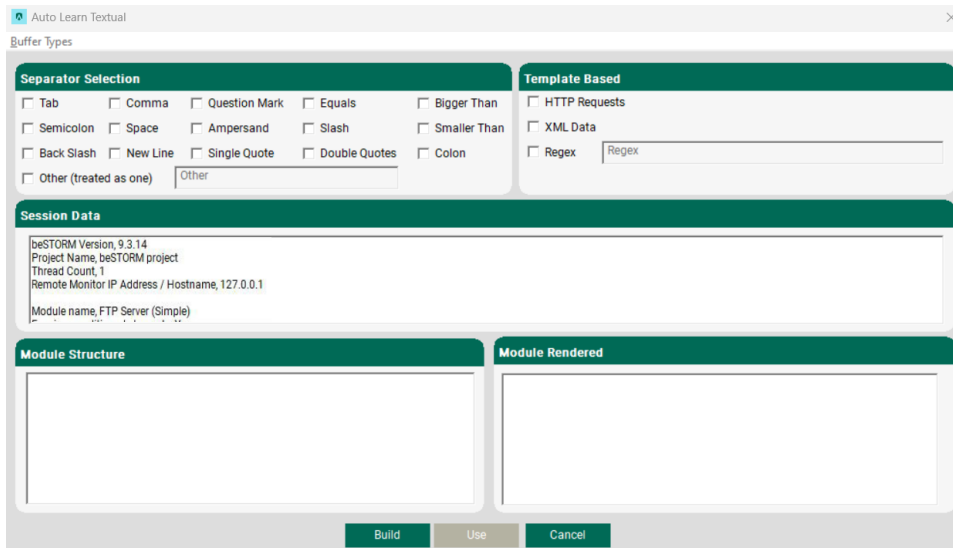 Auto Learn Textual
Buffer Types
Separator Selection
Tab Comma Question Mark Equals Bigger Than
Semicolon Space Ampersand Slash Smaller Than
Back Slash New Line Single Quote Double Quotes Colon
Other (treated as one) Other
Template Based
HTTP Requests
XML Data
Regex Regex
Session Data
beSTORM Version, 9.3.14
Project Name, beSTORM project
Thread Count, 1
Remote Monitor IP Address / Hostname, 127.0.0.1
Module name, FTP Server (Simple)
Module Structure
Module Rendered
Build Use Cancel